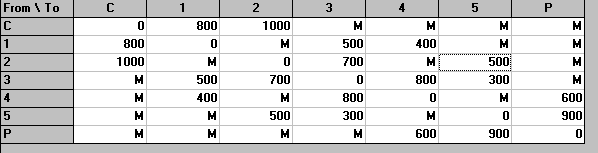 From \ To C 1 2 3 4 5 P
C 0 800 1000 M M M M
1 800 0 M 500 400 M M
2 1000 M 0 700 M 500 M
3 M 500 700 0 800 300 M
4 M 400 M 800 0 M 600
5 M M 500 300 M 0 900
P M M M M 600 900 0